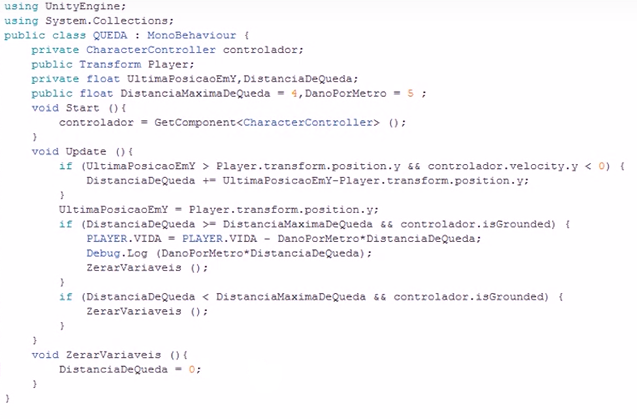 using UnityEngine;
using System.Collections;
public class QUEDA : MonoBehaviour {
    private CharacterController controlador;
    public Transform Player;
    private float UltimaPosicaoEmY,DistanciaDeQueda;
    public float DistanciaMaximaDeQueda = 4,DanoPorMetro = 5 ;
    void Start (){
        controlador = GetComponent<CharacterController> ();
    }
    void Update (){
        if (UltimaPosicaoEmY > Player.transform.position.y && controlador.velocity.y < 0) {
            DistanciaDeQueda += UltimaPosicaoEmY-Player.transform.position.y;
        }
        UltimaPosicaoEmY = Player.transform.position.y;
        if (DistanciaDeQueda >= DistanciaMaximaDeQueda && controlador.isGrounded) {
            PLAYER.VIDA = PLAYER.VIDA - DanoPorMetro*DistanciaDeQueda;
            Debug.Log (DanoPorMetro*DistanciaDeQueda);
            ZerarVariaveis ();
        }
        if (DistanciaDeQueda < DistanciaMaximaDeQueda && controlador.isGrounded) {
            ZerarVariaveis ();
        }
    }
    void ZerarVariaveis (){
        DistanciaDeQueda = 0;
    }
}